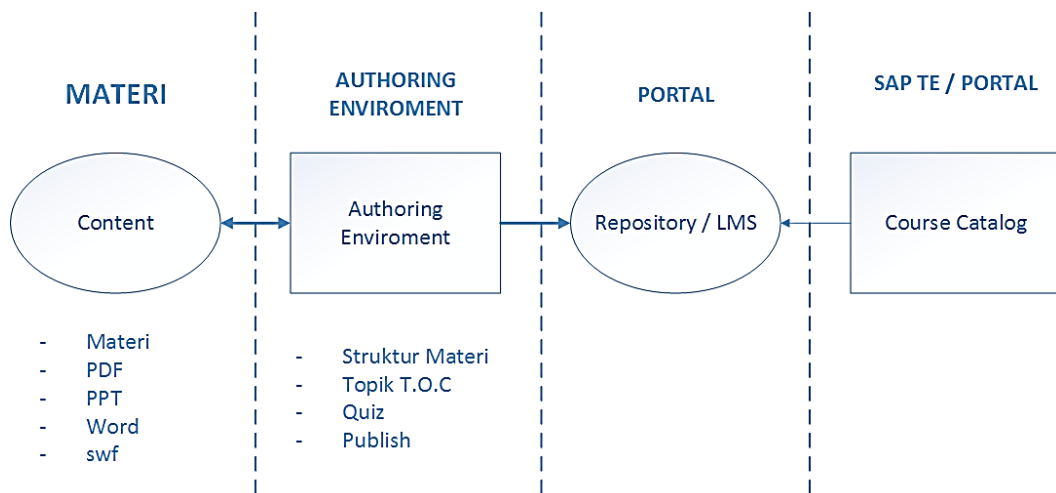 MATERI
AUTHORING
ENVIROMENT
PORTAL
SAP TE / PORTAL
Content
Authoring
Enviroment
Repository / LMS
Course Catalog
- Materi
- PDF
- PPT
- Word
- swf
- Struktur Materi
- Topik T.O.C
- Quiz
- Publish